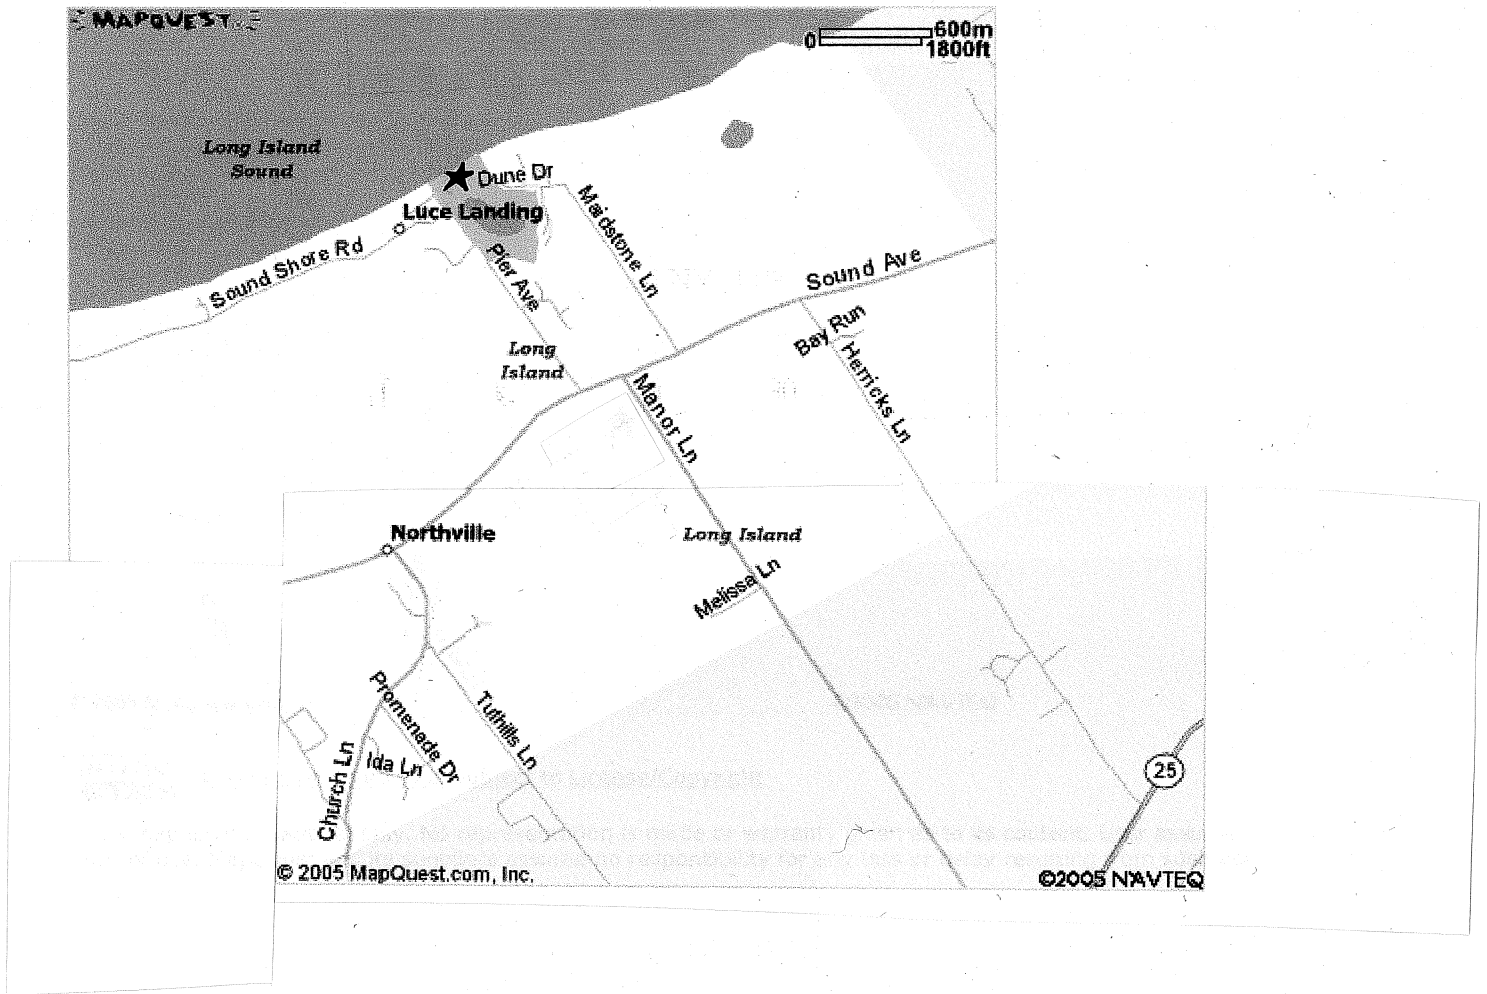 MAPQUEST
0
600m
1800ft
Long Island
Sound
Dune Dr
Luce Landing
Maidstone Ln
Sound Shore Rd
Pier Ave
Sound Ave
Bay Run
Long
Island
Herricks Ln
Manor Ln
Northville
Long Island
Melissa Ln
Promenade Dr
Tuthills Ln
Ida Ln
Church Ln
25
© 2005 MapQuest.com, Inc.
©2005 NAVTEQ